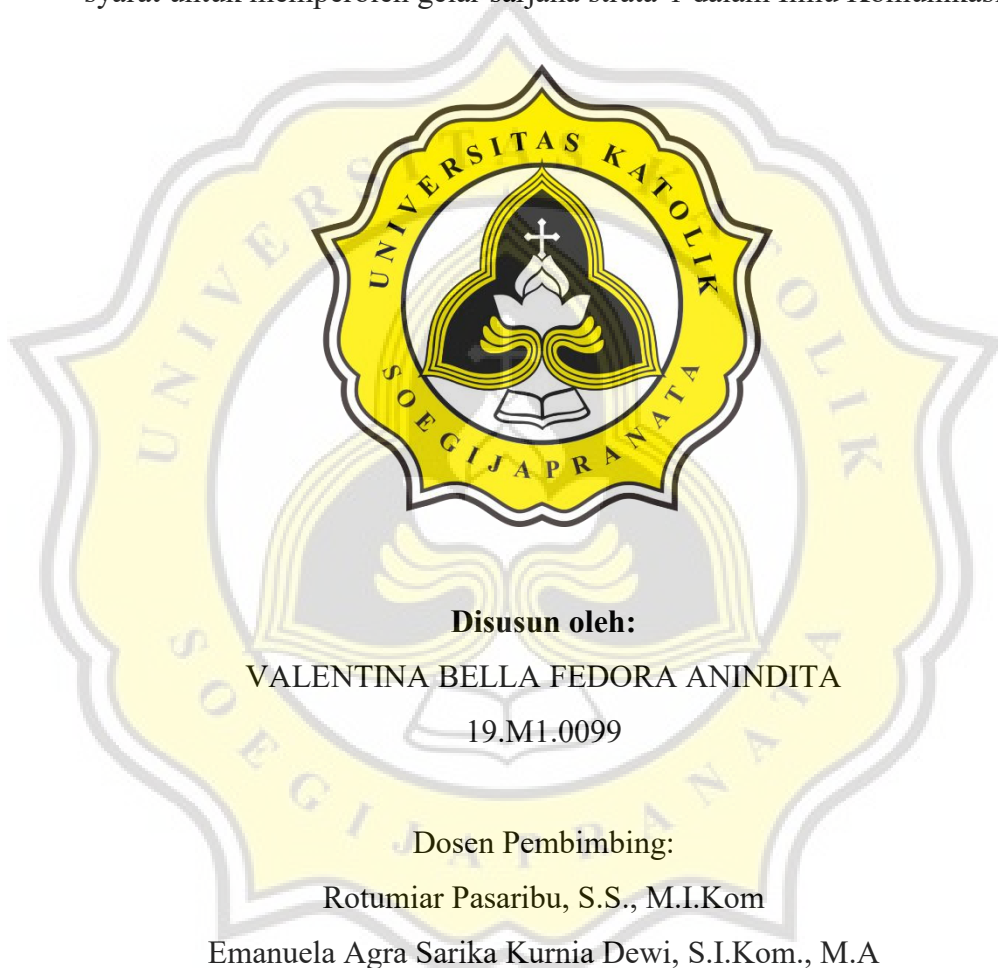 syarat untuk memperoleh gelar sarjana strata-1 dalam Ilmu Komunikasi
UNIVERSITAS KATOLIK
SOEGIJAPRANATA
Disusun oleh:
VALENTINA BELLA FEDORA ANINDITA
19.M1.0099
Dosen Pembimbing:
Rotumiar Pasaribu, S.S., M.I.Kom
Emanuela Agra Sarika Kurnia Dewi, S.I.Kom., M.A